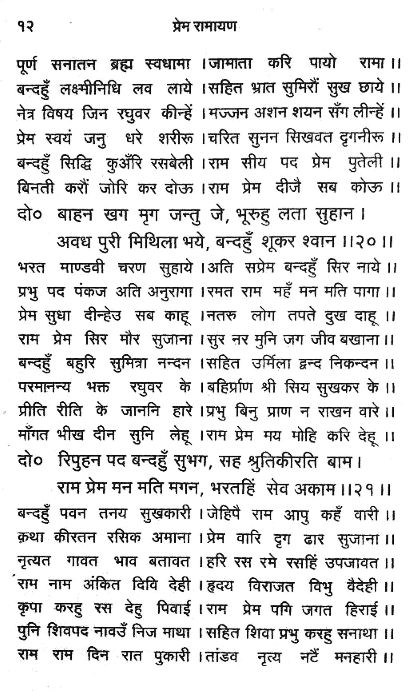 १२ प्रेम रामायण
पूर्ण सनातन ब्रह्म स्वधामा । जामाता करि पायो रामा ।।
बन्दहुँ लक्ष्मीनिधि लव लाये । सहित भ्रात सुमिरौं सुख छाये ।।
नेत्र विषय जिन रघुवर कीन्हें । मज्जन अशन शयन सँग लीन्हें ।।
प्रेम स्वयं जनु धरे शरीरू । चरित सुनन सिखवत दृगनीरू ।।
बन्दहुँ सिद्धि कुअँरि रसबेली । राम सीय पद प्रेम पुतेली ।।
बिनती करौं जोरि कर दोऊ । राम प्रेम दीजै सब कोऊ ।।
दो० बाहन खग मृग जन्तु जे, भूरुह लता सुहान ।
अवध पुरी मिथिला भये, बन्दहुँ शूकर श्वान ।।२०।।
भरत माण्डवी चरण सुहाये । अति सप्रेम बन्दहुँ सिर नाये ।।
प्रभु पद पंकज अति अनुरागा । रमत राम महँ मन मति पागा ।।
प्रेम सुधा दीन्हेउ सब काहू । नतरु लोग तपते दुख दाहू ।।
राम प्रेम सिर मौर सुजाना । सुर नर मुनि जग जीव बखाना ।।
बन्दहुँ बहुरि सुमित्रा नन्दन । सहित उर्मिला द्वन्द निकन्दन ।।
परमानन्य भक्त रघुवर के । बहिर्प्राण श्री सिय सुखकर के ।।
प्रीति रीति के जाननि हारे । प्रभु बिनु प्राण न राखन वारे ।।
माँगत भीख दीन सुनि लेहू । राम प्रेम मय मोहि करि देहू ।।
दो० रिपुहन पद बन्दहुँ सुभग, सह श्रुतिकीरति बाम ।
राम प्रेम मन मति मगन, भरतहिं सेव अकाम ।।२१।।
बन्दहुँ पवन तनय सुखकारी । जेहिपै राम आपु कहँ वारी ।।
कथा कीरतन रसिक अमाना । प्रेम वारि दृग ढार सुजाना ।।
नृत्यत गावत भाव बतावत । हरि रस रमे रसहिं उपजावत ।।
राम नाम अंकित दिवि देही । हृदय विराजत विभु वैदेही ।।
कृपा करहु रस देहु पिवाई । राम प्रेम पगि जगत हिराई ।।
पुनि शिवपद नावउँ निज माथा । सहित शिवा प्रभु करहु सनाथा ।।
राम राम दिन रात पुकारी । तांडव नृत्य नटैं मनहारी ।।